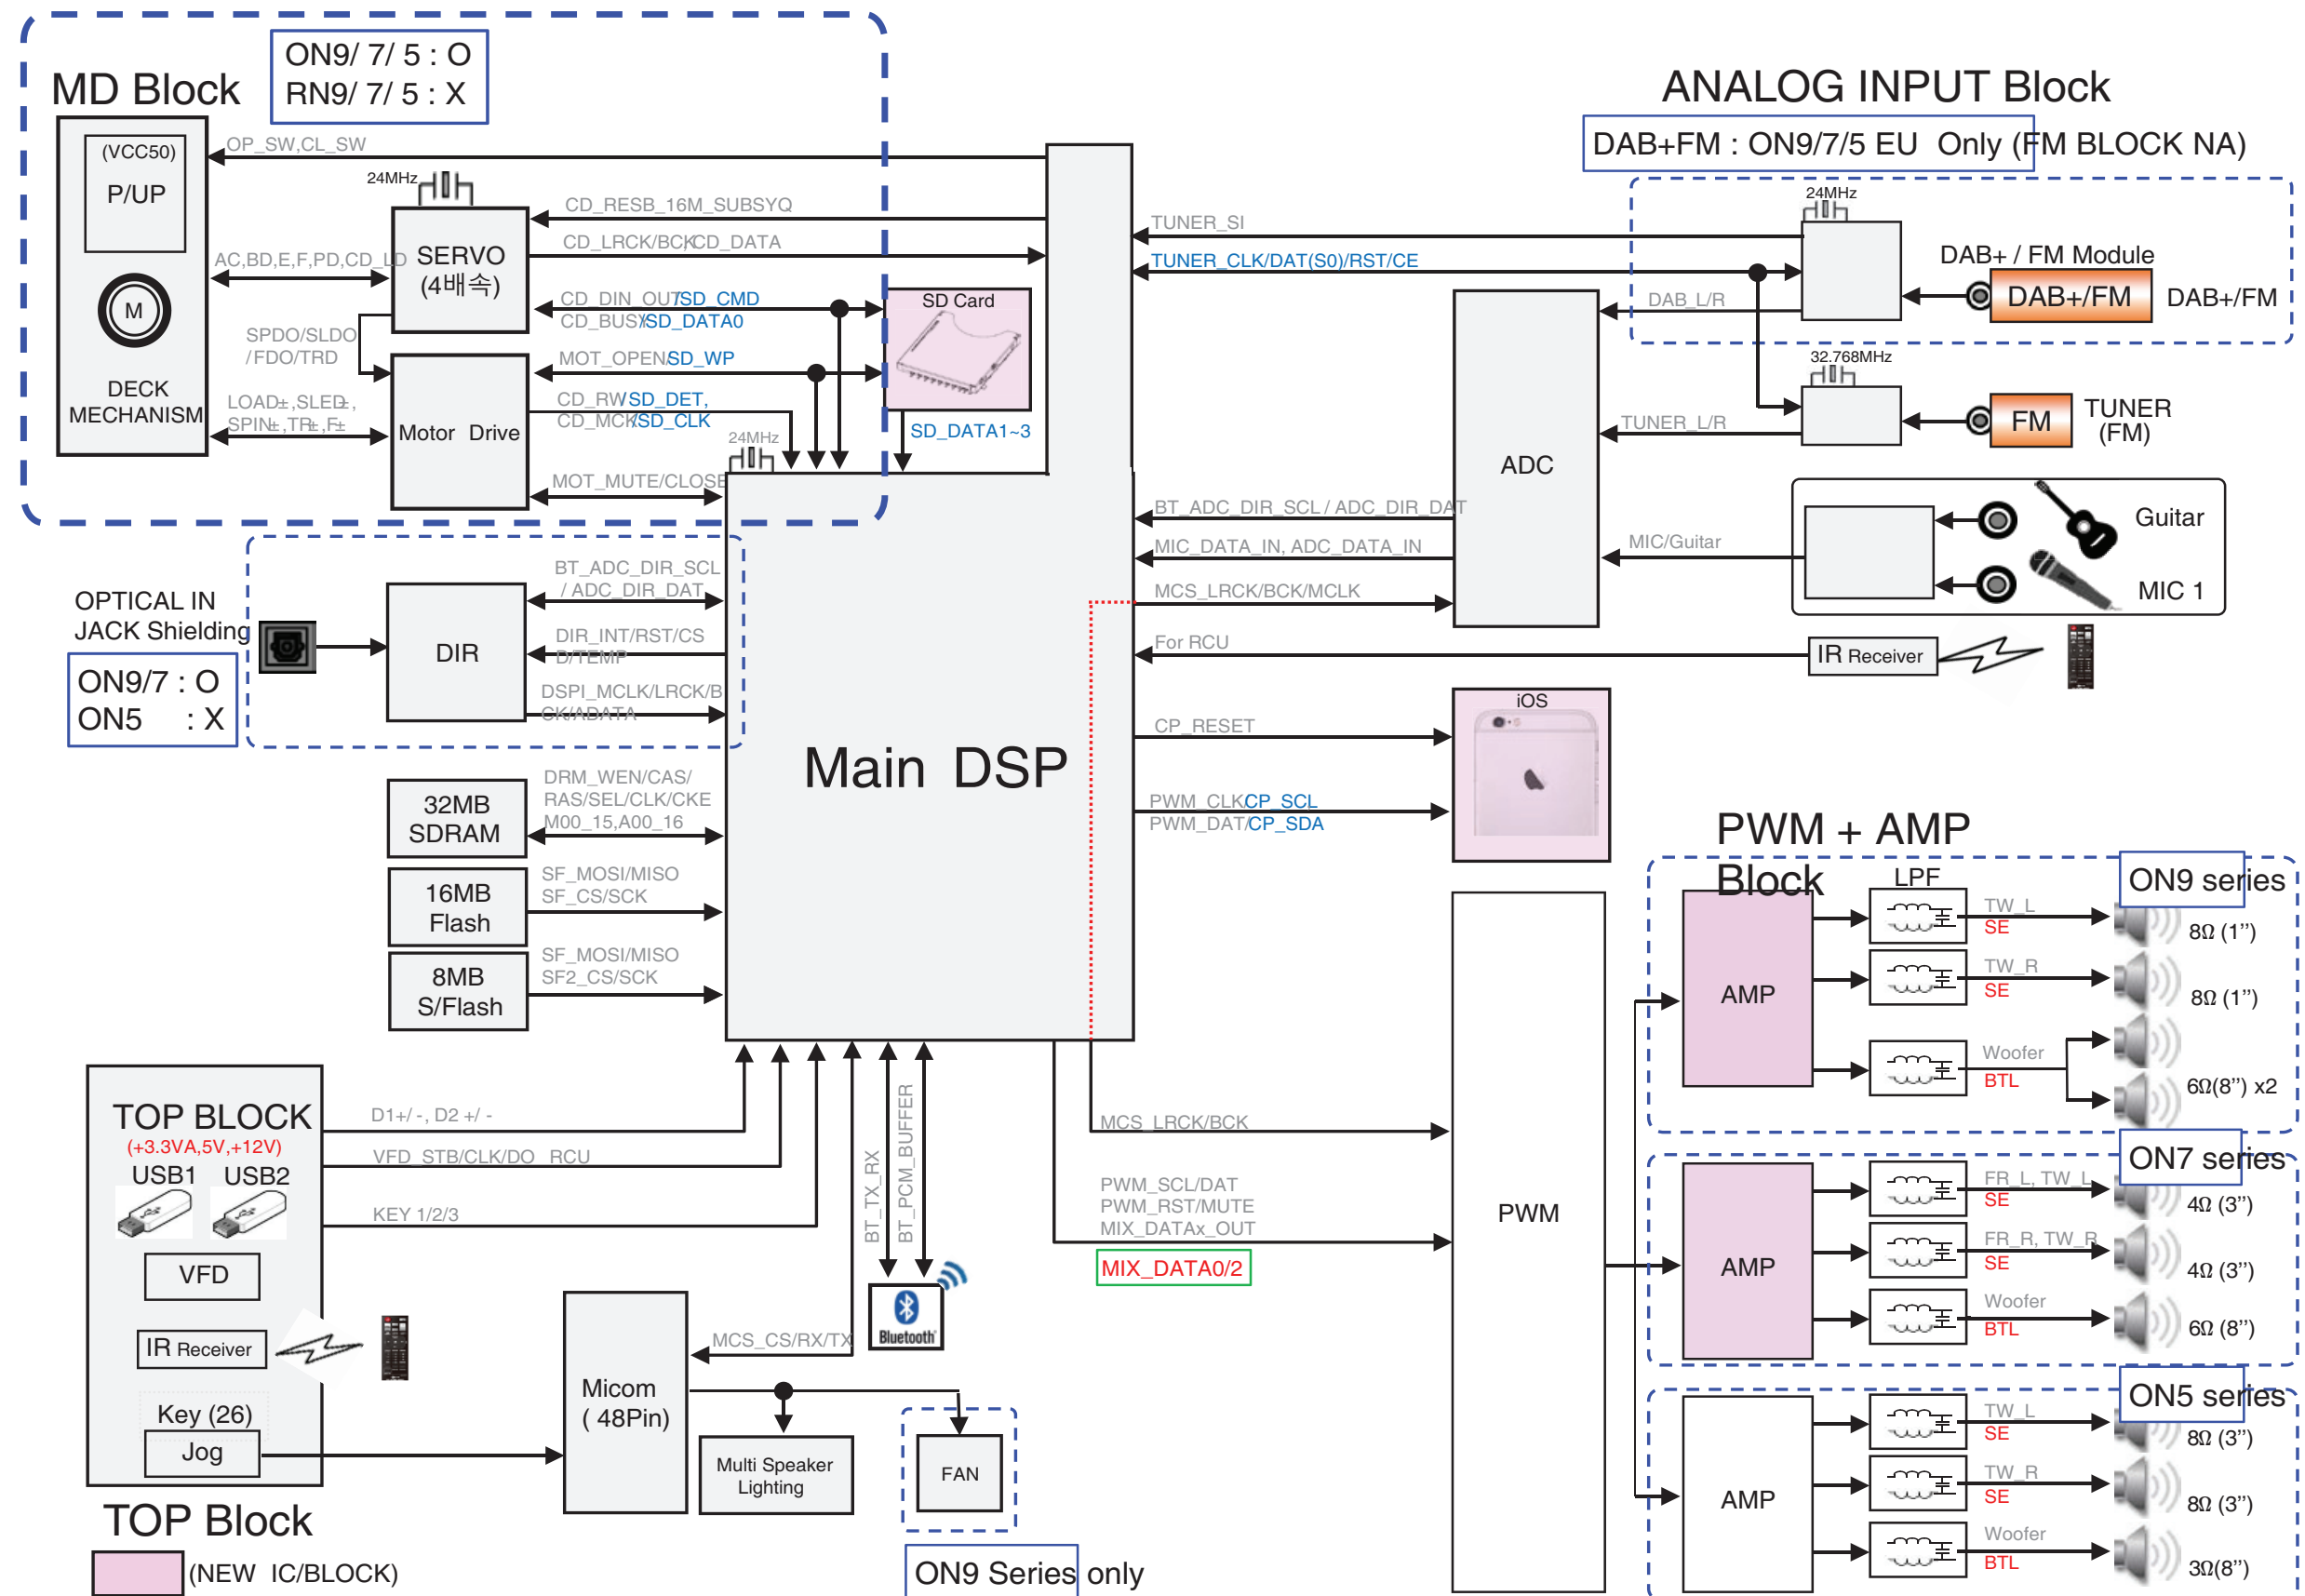 MD Block
ON9/ 7/ 5 : O
RN9/ 7/ 5 : X
(VCC50)
P/UP
M
DECK
MECHANISM
OP_SW,CL_SW
24MHz
SERVO
(4배속)
AC,BD,E,F,PD,CD_LD
SPDO/SLDO
/FDO/TRD
LOAD±,SLED±,
SPIN±,TR±,F±
Motor Drive
CD_RESB_16M_SUBSYQ
CD_LRCK/BCK/CD_DATA
CD_DIN_OUT/SD_CMD
CD_BUSY/SD_DATA0
MOT_OPEN/SD_WP
CD_RW/SD_DET,
CD_MCK/SD_CLK
24MHz
MOT_MUTE/CLOSE
SD Card
SD_DATA1~3
ANALOG INPUT Block
DAB+FM : ON9/7/5 EU Only (FM BLOCK NA)
24MHz
TUNER_SI
TUNER_CLK/DAT(S0)/RST/CE
DAB+ / FM Module
DAB+/FM
DAB+/FM
DAB_L/R
32.768MHz
TUNER_L/R
FM
TUNER
(FM)
ADC
BT_ADC_DIR_SCL / ADC_DIR_DAT
MIC_DATA_IN, ADC_DATA_IN
MCS_LRCK/BCK/MCLK
MIC/Guitar
Guitar
MIC 1
For RCU
IR Receiver
OPTICAL IN
JACK Shielding
ON9/7 : O
ON5 : X
DIR
BT_ADC_DIR_SCL
/ ADC_DIR_DAT
DIR_INT/RST/CS
D/TEMP
DSPI_MCLK/LRCK/B
CK/ADATA
Main DSP
CP_RESET
PWM_CLK/CP_SCL
PWM_DAT/CP_SDA
iOS
32MB
SDRAM
DRM_WEN/CAS/
RAS/SEL/CLK/CKE
M00_15,A00_16
16MB
Flash
SF_MOSI/MISO
SF_CS/SCK
8MB
S/Flash
SF_MOSI/MISO
SF2_CS/SCK
TOP BLOCK
(+3.3VA,5V,+12V)
USB1
USB2
VFD
IR Receiver
Key (26)
Jog
D1+/ -, D2 +/ -
VFD_STB/CLK/DO RCU
KEY 1/2/3
BT_TX_RX
BT_PCM_BUFFER
Bluetooth
MCS_CS/RX/TX
Micom
( 48Pin)
Multi Speaker
Lighting
FAN
ON9 Series only
TOP Block
(NEW IC/BLOCK)
MCS_LRCK/BCK
PWM_SCL/DAT
PWM_RST/MUTE
MIX_DATAx_OUT
MIX_DATA0/2
PWM
PWM + AMP
Block
ON9 series
LPF
AMP
TW_L
SE
8Ω (1”)
TW_R
SE
8Ω (1”)
Woofer
BTL
6Ω(8”) x2
ON7 series
AMP
FR_L, TW_L
SE
4Ω (3”)
FR_R, TW_R
SE
4Ω (3”)
Woofer
BTL
6Ω (8”)
ON5 series
AMP
TW_L
SE
8Ω (3”)
TW_R
SE
8Ω (3”)
Woofer
BTL
3Ω(8”)